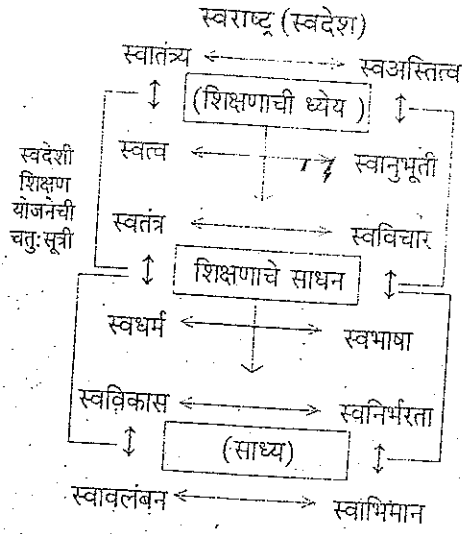 स्वराष्ट्र (स्वदेश)
स्वातंत्र्य स्वअस्तित्व
(शिक्षणाची ध्येय)
स्वत्व स्वानुभूती
स्वदेशी
शिक्षण
योजनेची
चतुःसूत्री
स्वतंत्र स्वविचार
शिक्षणाचे साधन
स्वधर्म स्वभाषा
स्वविकास स्वनिर्भरता
(साध्य)
स्वावलंबन स्वाभिमान